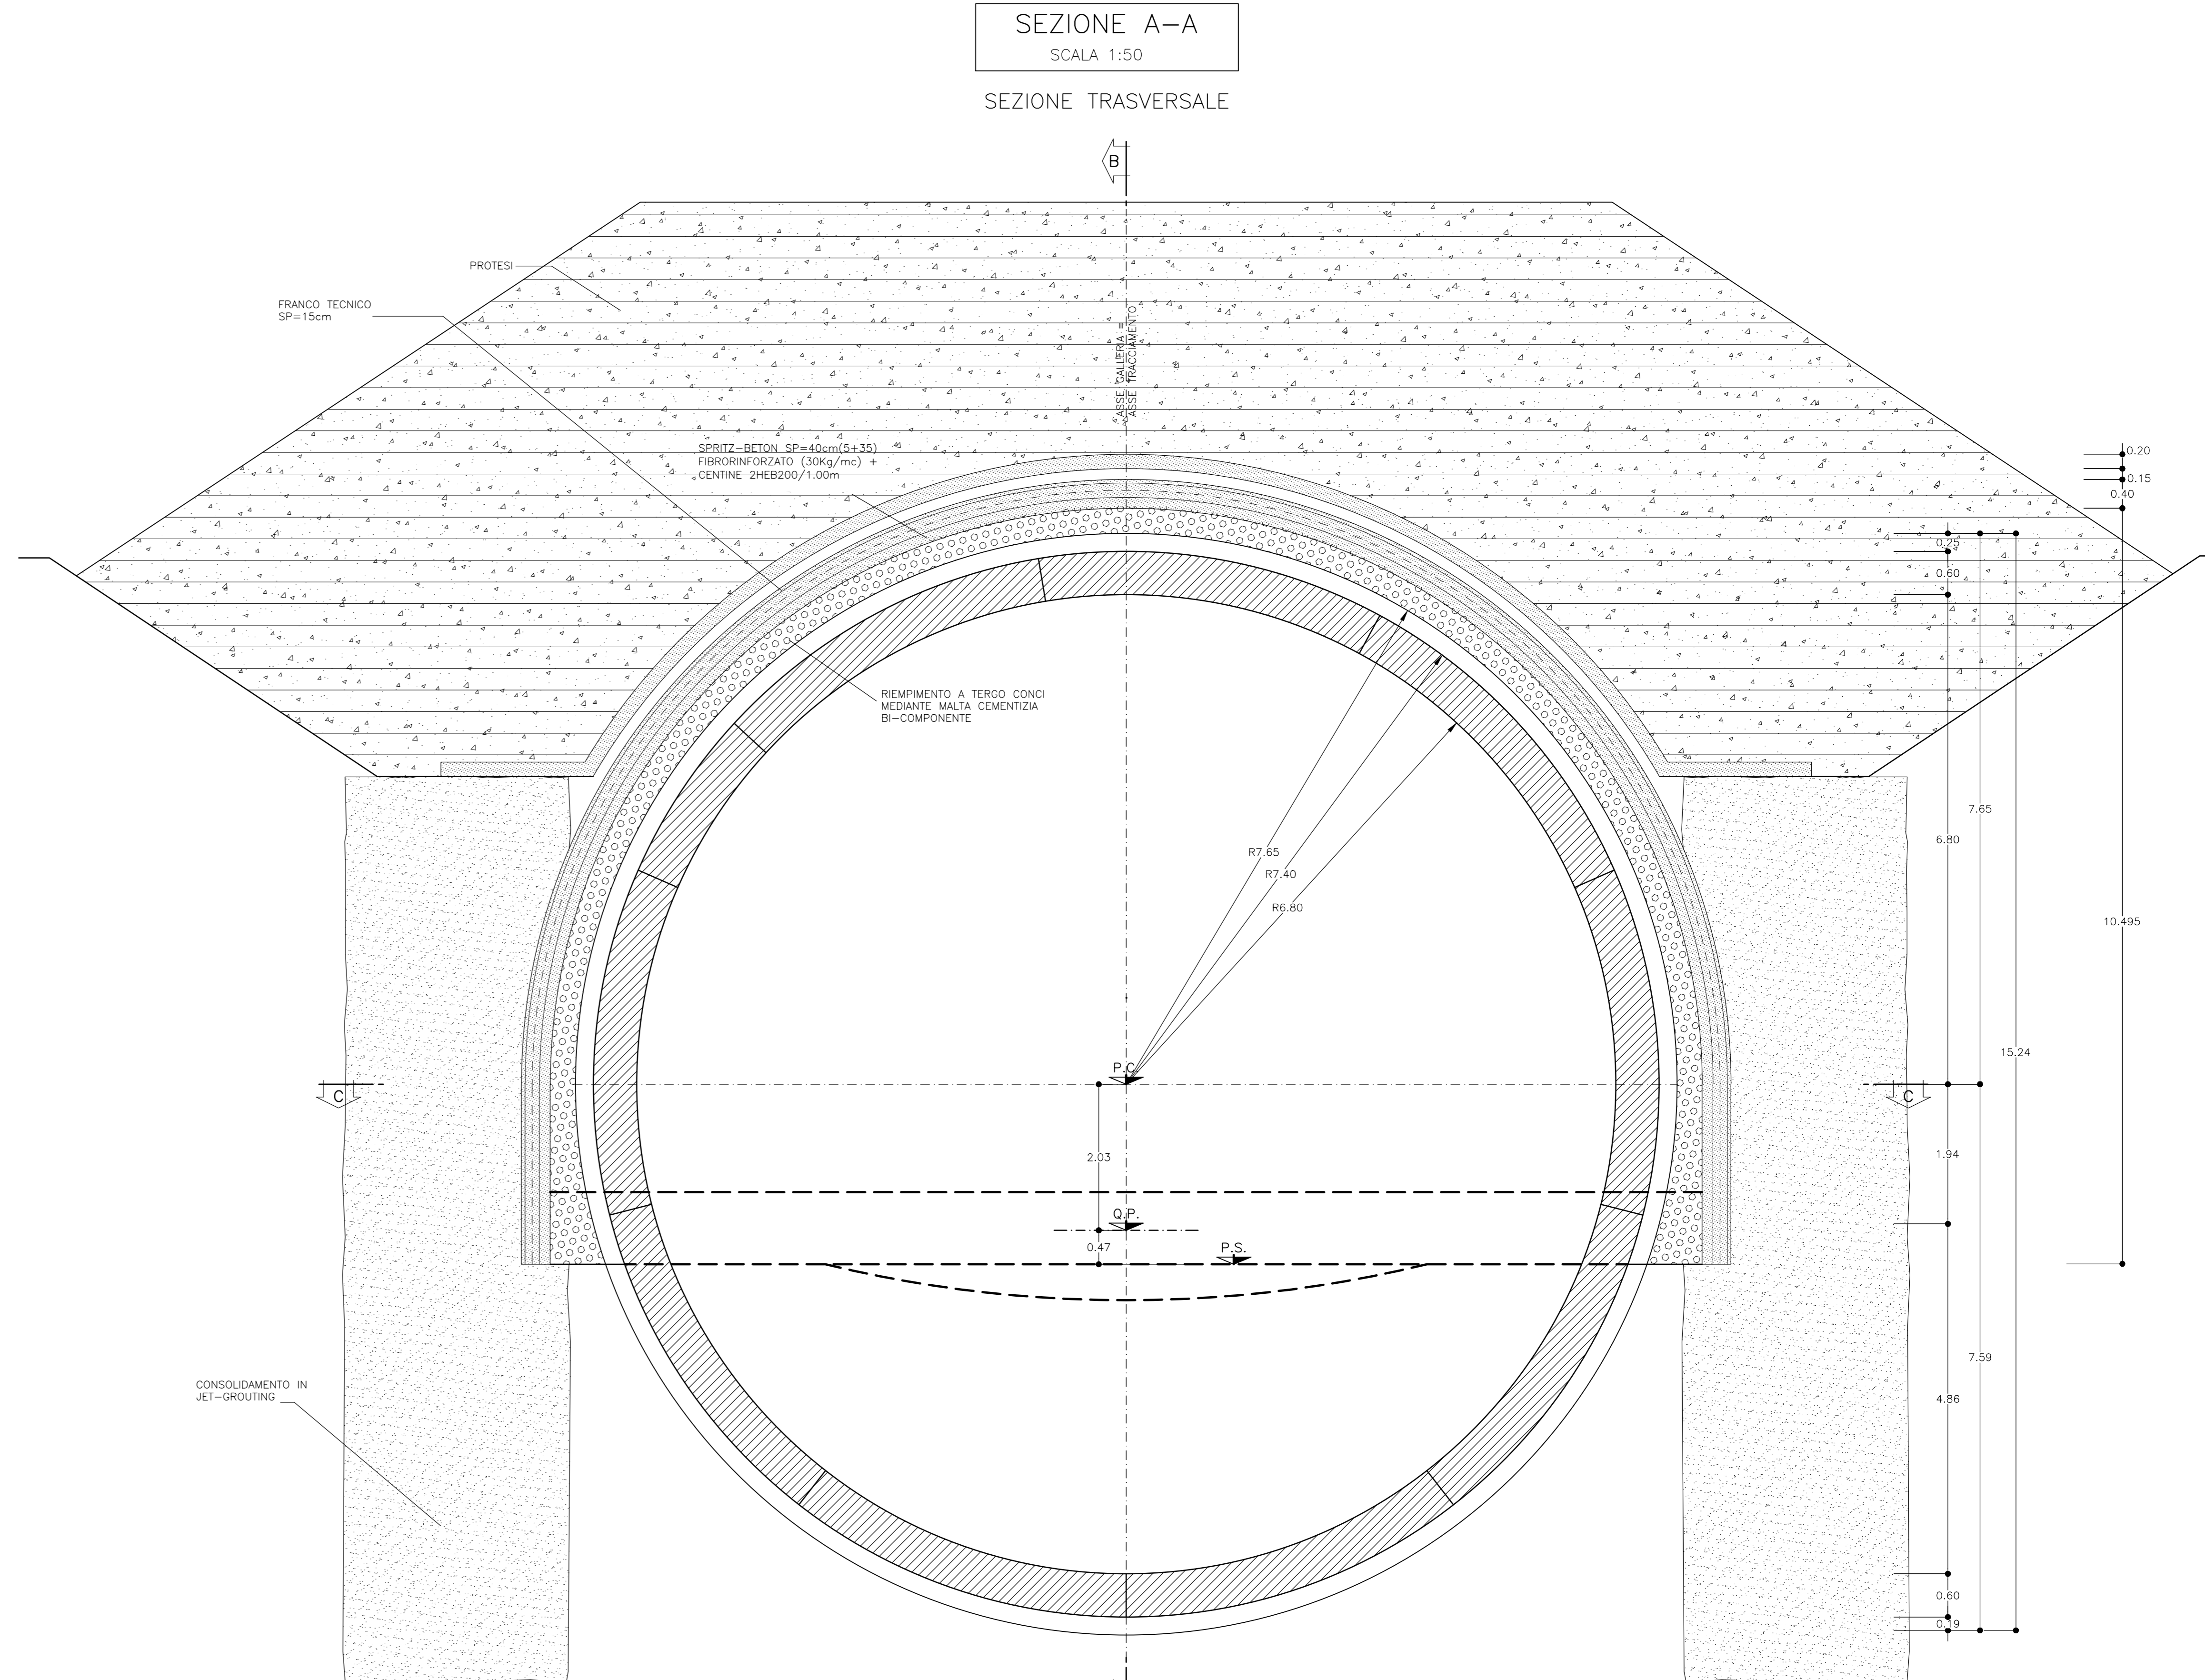 SEZIONE A-A
SCALA 1:50
SEZIONE TRASVERSALE
B
PROTESI
FRANCO TECNICO
SP=15cm
ASSE GALLERIA =
ASSE TRACCIAMENTO
SPRITZ-BETON SP=40cm(5+35)
FIBRORINFORZATO (30Kg/mc) +
CENTINE 2HEB200/1.00m
0.20
0.15
0.40
0.25
0.60
RIEMPIMENTO A TERGO CONCI
MEDIANTE MALTA CEMENTIZIA
BI-COMPONENTE
7.65
6.80
R7.65
R7.40
R6.80
10.495
15.24
P.C.
C
C
2.03
1.94
Q.P.
0.47
P.S.
7.59
CONSOLIDAMENTO IN
JET-GROUTING
4.86
0.60
0.19